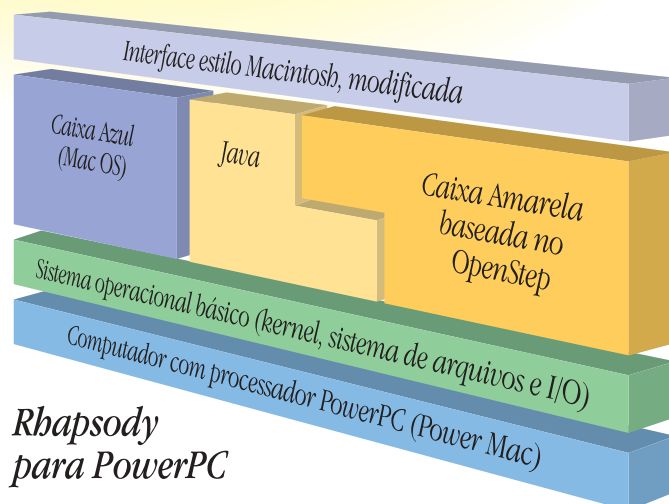 Interface estilo Macintosh, modificada
Caixa Azul
(Mac OS)
Java
Caixa Amarela
baseada no
OpenStep
Sistema operacional básico (kernel, sistema de arquivos e I/O)
Computador com processador PowerPC (Power Mac)
Rhapsody
para PowerPC